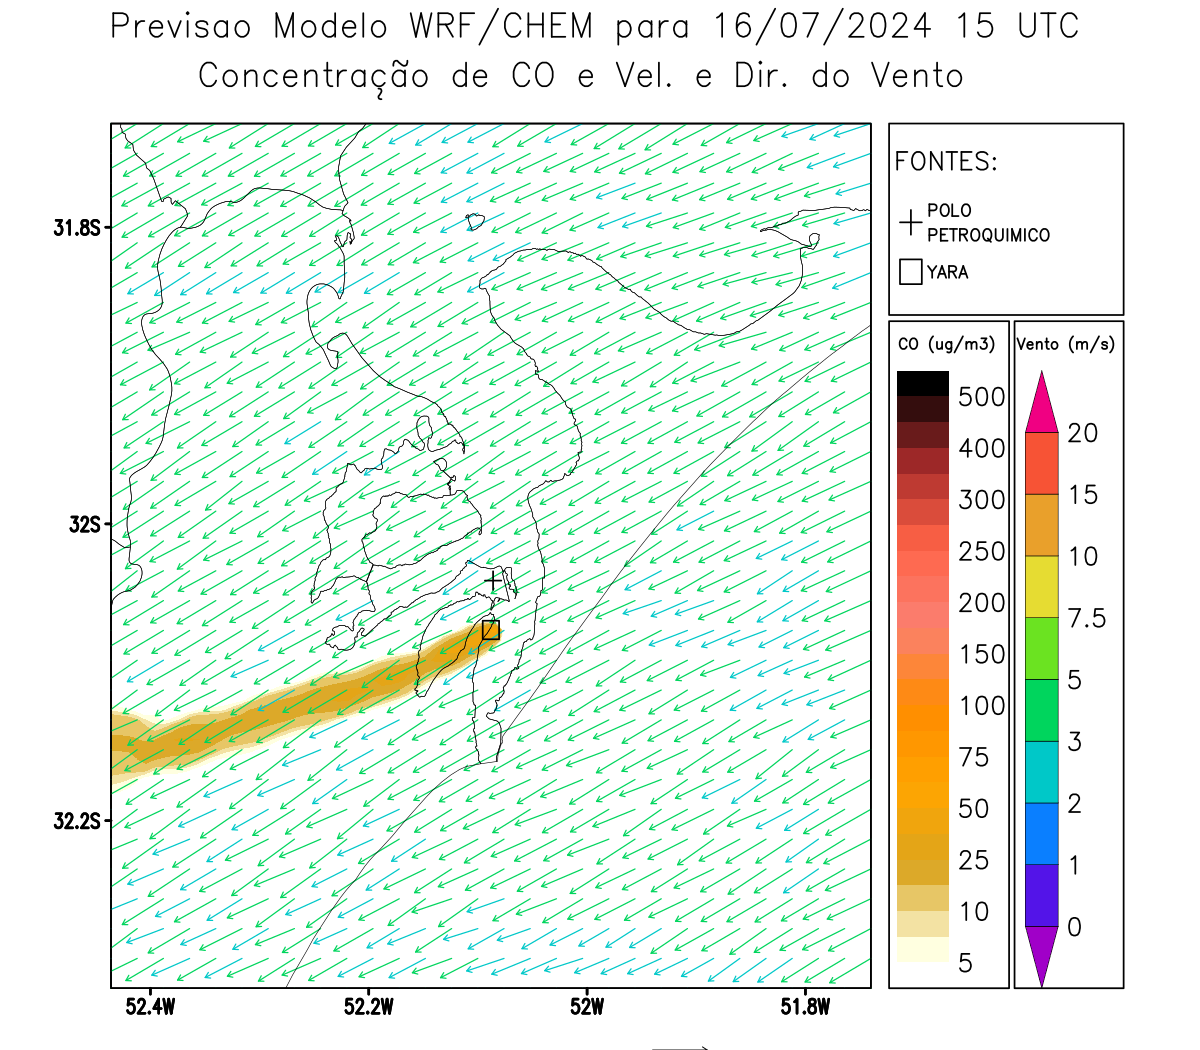 Previsao Modelo WRF/CHEM para 16/07/2024 15 UTC
Concentração de CO e Vel. e Dir. do Vento
FONTES:
POLO
PETROQUIMICO
YARA
CO (ug/m3)
500
400
300
250
200
150
100
75
50
25
10
5
Vento (m/s)
20
15
10
7.5
5
3
2
1
0
31.8S
32S
32.2S
52.4W
52.2W
52W
51.8W